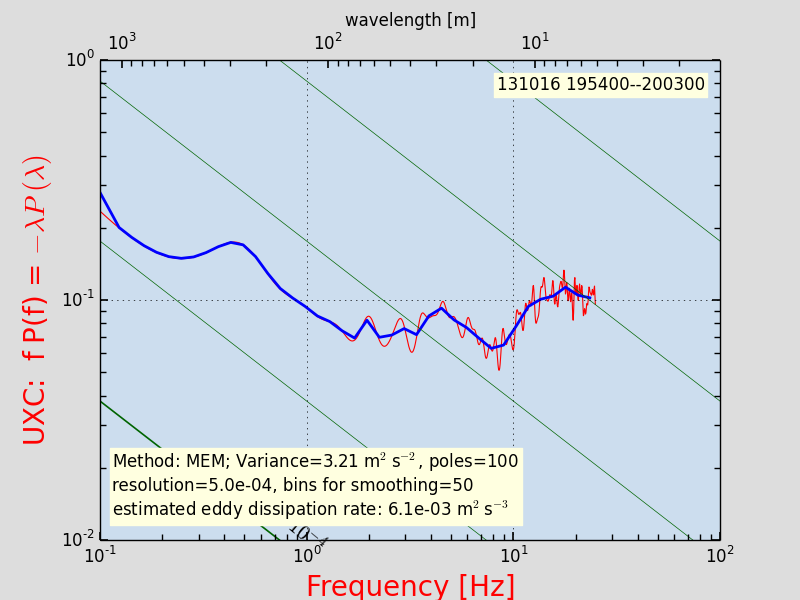 wavelength [m]
10³ 10² 10¹
10⁰
131016 195400--200300
10⁻¹
UXC: f P(f) = −λP(λ)
Method: MEM; Variance=3.21 m² s⁻², poles=100
resolution=5.0e-04, bins for smoothing=50
estimated eddy dissipation rate: 6.1e-03 m² s⁻³
10⁻⁴
10⁻²
10⁻¹ 10⁰ 10¹ 10²
Frequency [Hz]